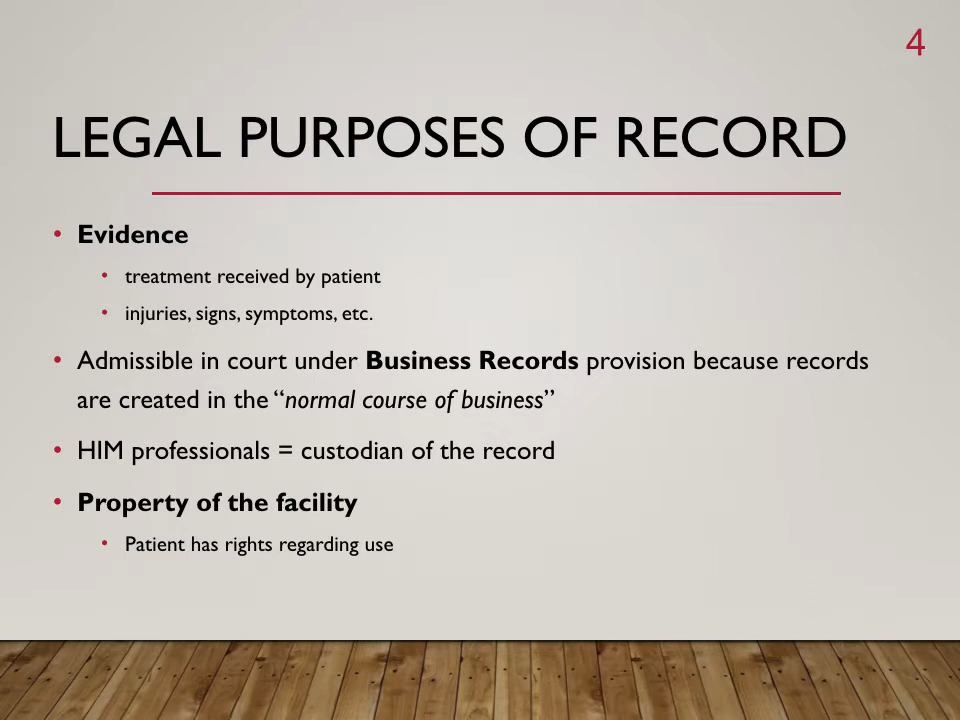 4
LEGAL PURPOSES OF RECORD
• Evidence
• treatment received by patient
• injuries, signs, symptoms, etc.
• Admissible in court under Business Records provision because records
are created in the “normal course of business”
• HIM professionals = custodian of the record
• Property of the facility
• Patient has rights regarding use